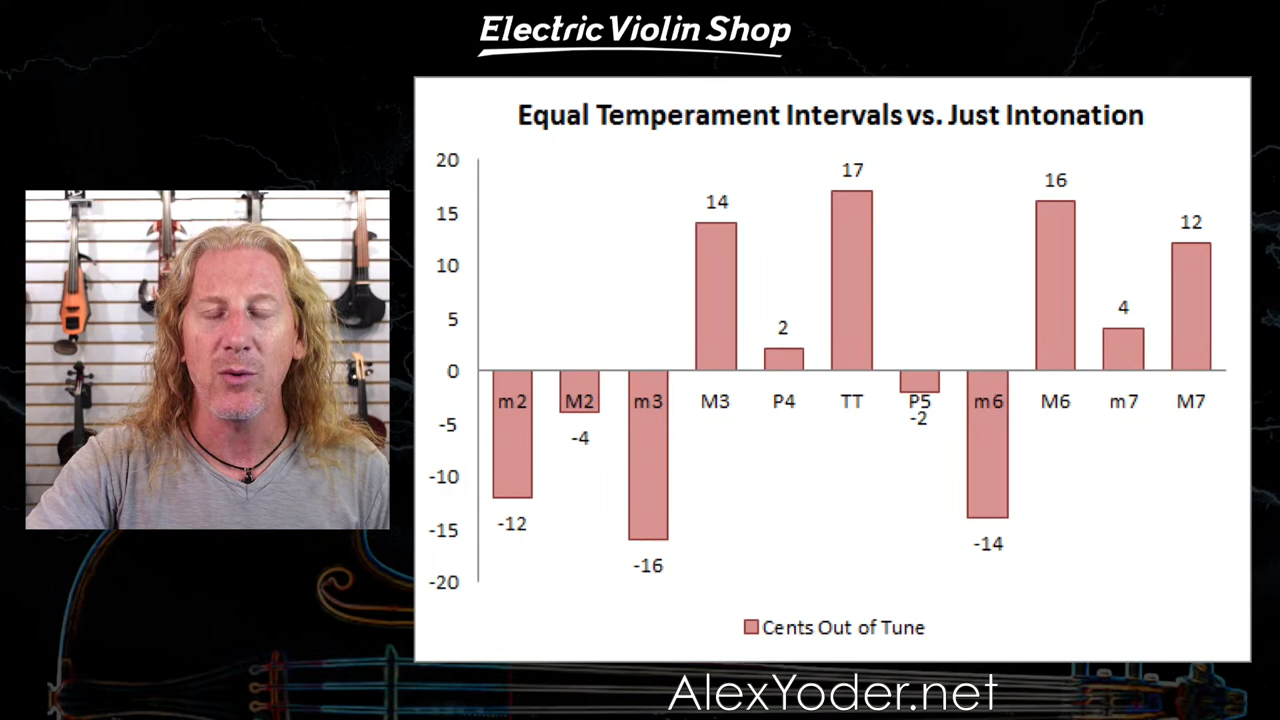 Electric Violin Shop
Equal Temperament Intervals vs. Just Intonation
20
15
10
5
0
-5
-10
-15
-20
14
2
17
16
4
12
m2
M2
m3
M3
P4
TT
P5
m6
M6
m7
M7
-12
-4
-16
-2
-14
Cents Out of Tune
AlexYoder.net